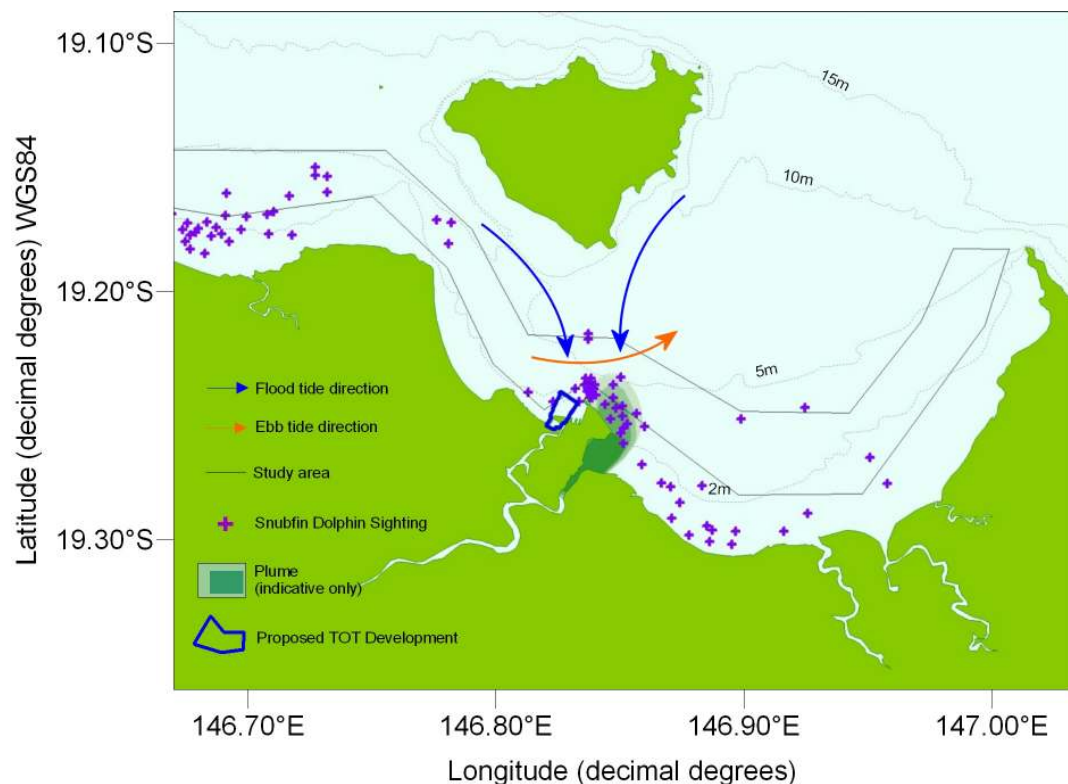 19.10°S
15m
10m
Latitude (decimal degrees) WGS84
19.20°S
5m
Flood tide direction
Ebb tide direction
Study area
2m
Snubfin Dolphin Sighting
19.30°S
Plume
(indicative only)
Proposed TOT Development
146.70°E
146.80°E
146.90°E
147.00°E
Longitude (decimal degrees)